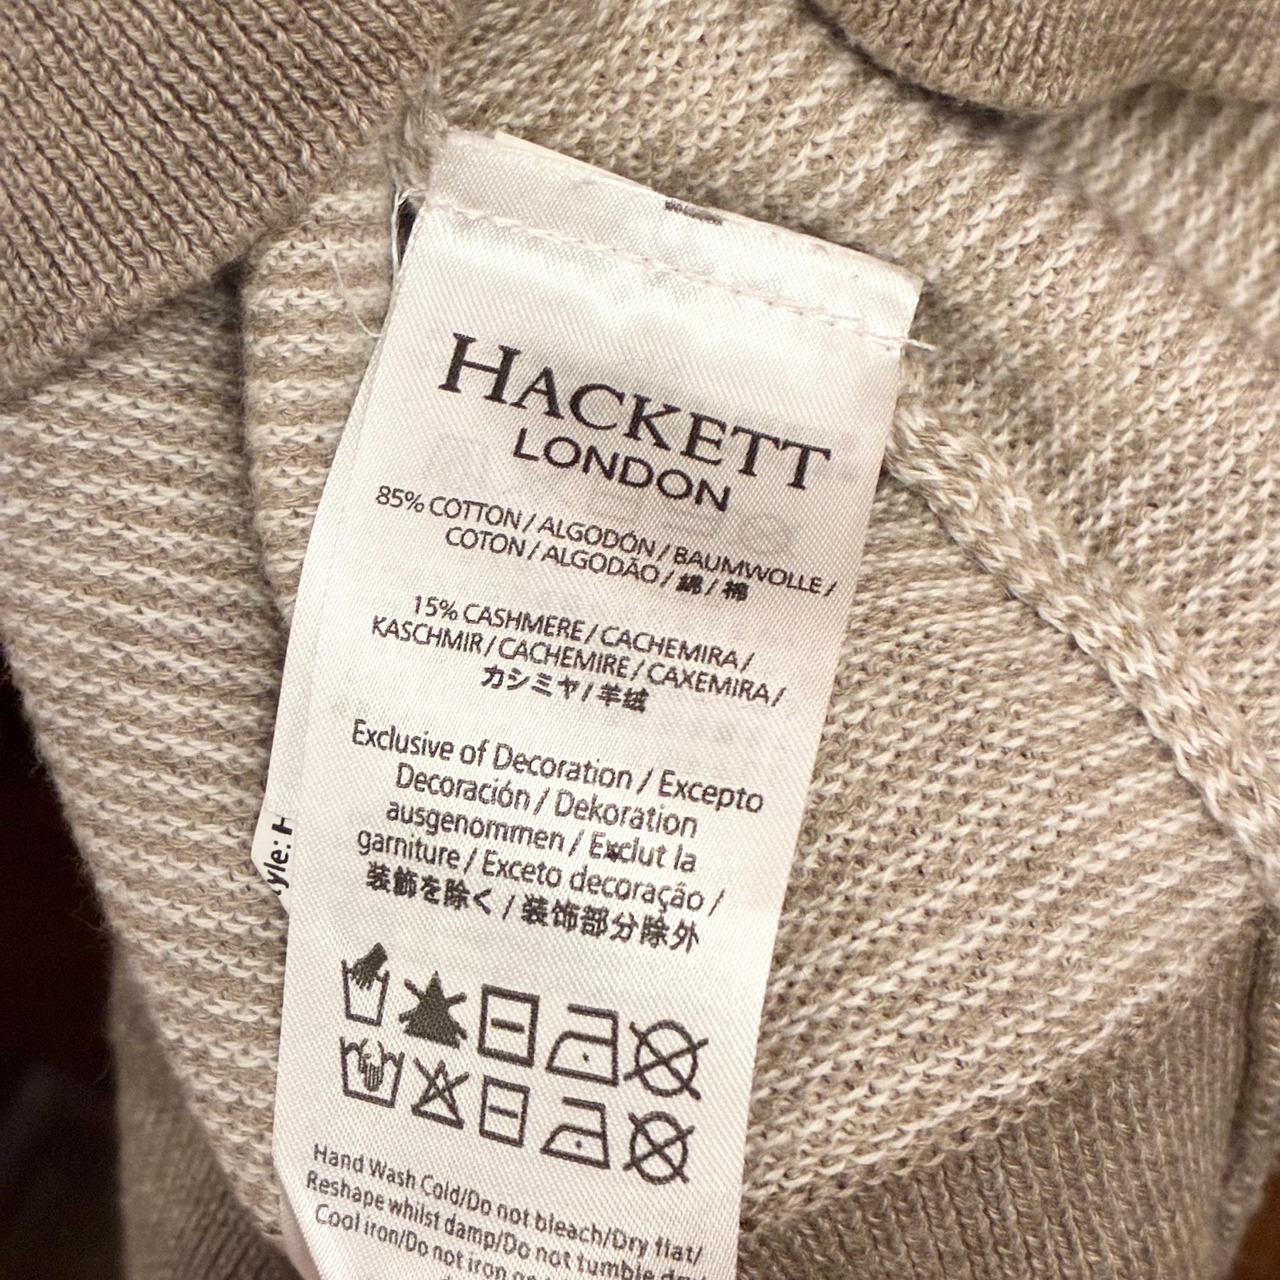 HACKETT
LONDON
85% COTTON / ALGODÓN / BAUMWOLLE /
COTON / ALGODÃO / 綿 / 棉
15% CASHMERE / CACHEMIRA /
KASCHMIR / CACHEMIRE / CAXEMIRA /
カシミヤ / 羊绒
Exclusive of Decoration / Excepto
Decoración / Dekoration
ausgenommen / Exclut la
garniture / Exceto decoração /
装飾を除く / 装饰部分除外
Hand Wash Cold/Do not bleach/Dry flat/
Reshape whilst damp/Do not tumble dry/
Cool iron/Do not iron
yle: H